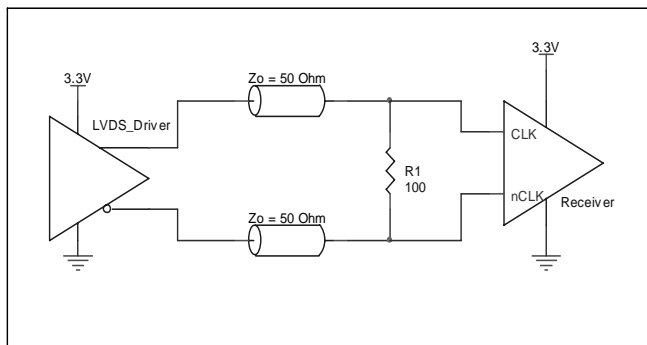 3.3V
LVDS_Driver
Zo = 50 Ohm
Zo = 50 Ohm
R1
100
3.3V
CLK
nCLK
Receiver